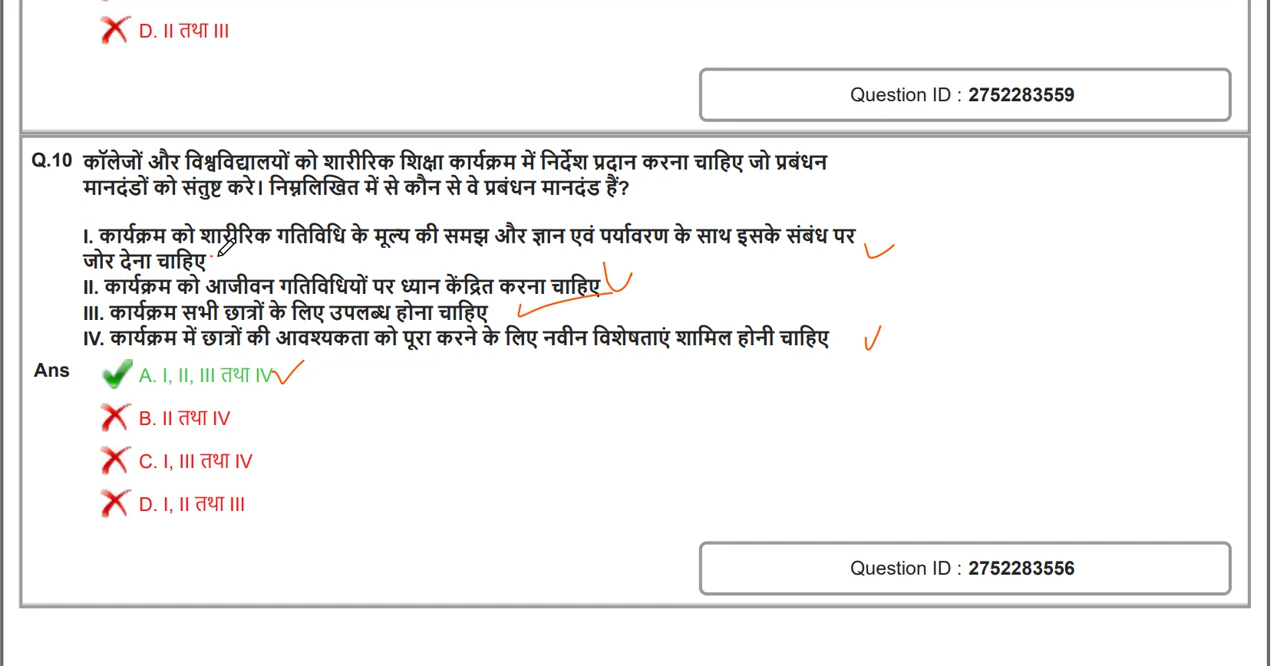 D. II तथा III
Question ID : 2752283559
Q.10 कॉलेजों और विश्वविद्यालयों को शारीरिक शिक्षा कार्यक्रम में निर्देश प्रदान करना चाहिए जो प्रबंधन
मानदंडों को संतुष्ट करे। निम्नलिखित में से कौन से वे प्रबंधन मानदंड हैं?
I. कार्यक्रम को शारीरिक गतिविधि के मूल्य की समझ और ज्ञान एवं पर्यावरण के साथ इसके संबंध पर
जोर देना चाहिए
II. कार्यक्रम को आजीवन गतिविधियों पर ध्यान केंद्रित करना चाहिए
III. कार्यक्रम सभी छात्रों के लिए उपलब्ध होना चाहिए
IV. कार्यक्रम में छात्रों की आवश्यकता को पूरा करने के लिए नवीन विशेषताएं शामिल होनी चाहिए
Ans A. I, II, III तथा IV
B. II तथा IV
C. I, III तथा IV
D. I, II तथा III
Question ID : 2752283556